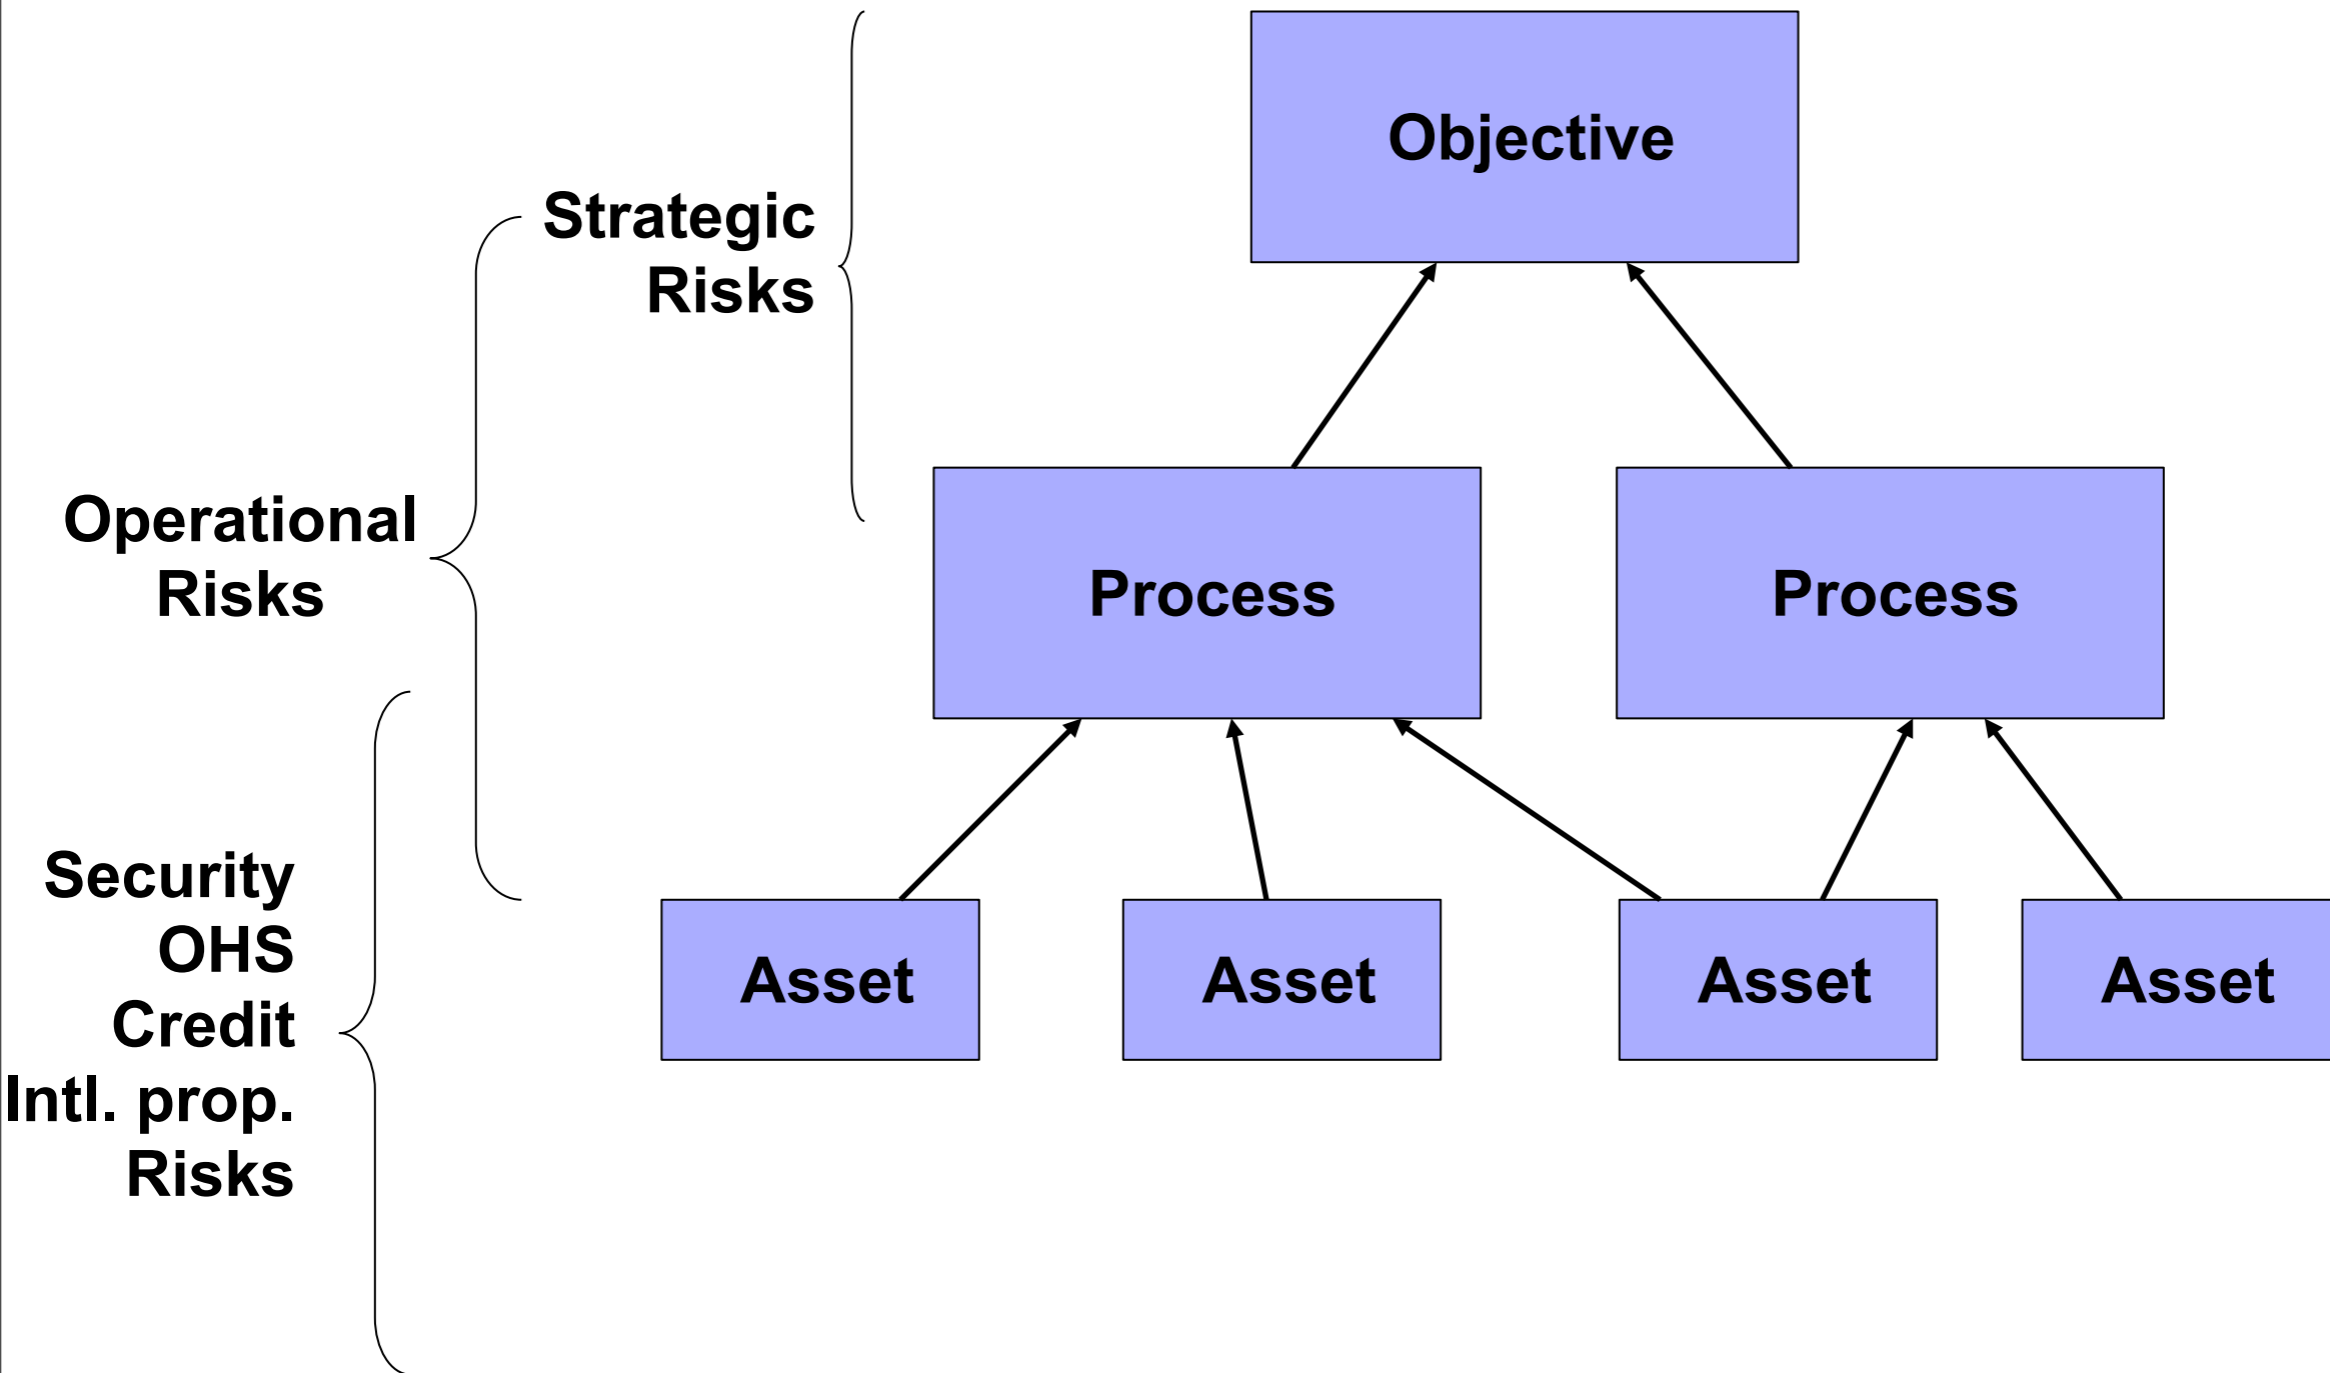 Objective
Strategic
Risks
Operational
Risks
Process
Process
Security
OHS
Credit
Intl. prop.
Risks
Asset
Asset
Asset
Asset